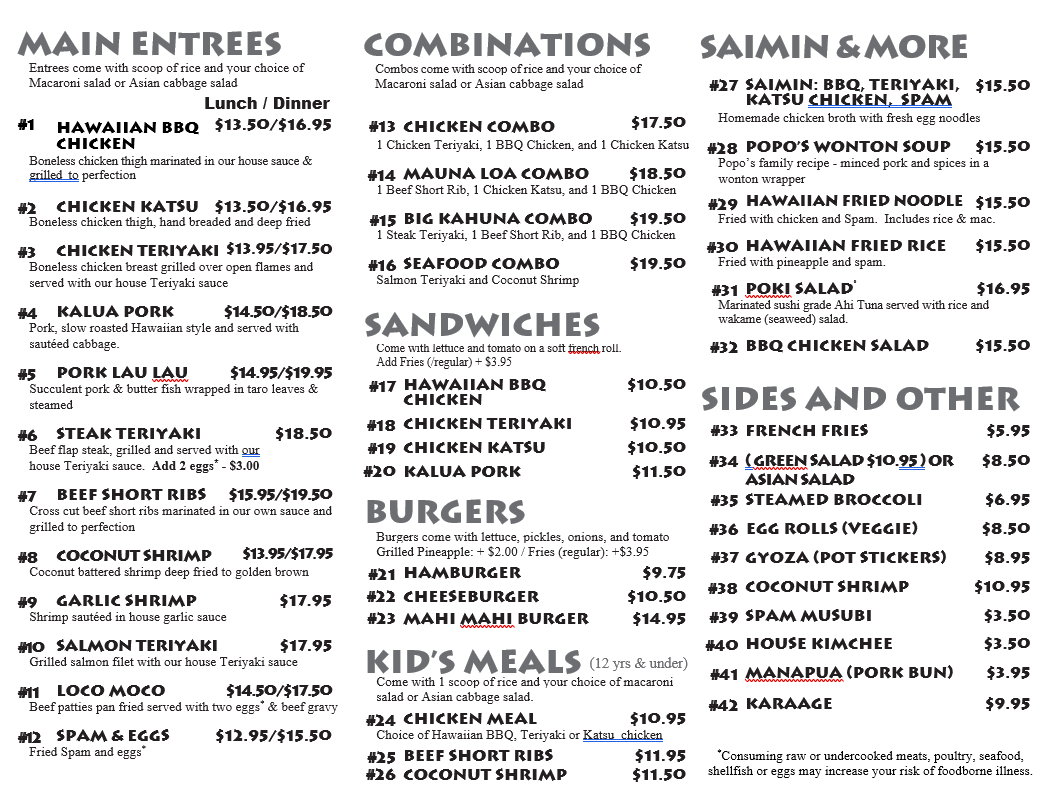 MAIN ENTREES
Entrees come with scoop of rice and your choice of
Macaroni salad or Asian cabbage salad
Lunch / Dinner
#1 HAWAIIAN BBQ $13.50/$16.95
CHICKEN
Boneless chicken thigh marinated in our house sauce &
grilled to perfection
#2 CHICKEN KATSU $13.50/$16.95
Boneless chicken thigh, hand breaded and deep fried
#3 CHICKEN TERIYAKI $13.95/$17.50
Boneless chicken breast grilled over open flames and
served with our house Teriyaki sauce
#4 KALUA PORK $14.50/$18.50
Pork, slow roasted Hawaiian style and served with
sautéed cabbage.
#5 PORK LAU LAU $14.95/$19.95
Succulent pork & butter fish wrapped in taro leaves &
steamed
#6 STEAK TERIYAKI $18.50
Beef flap steak, grilled and served with our
house Teriyaki sauce. Add 2 eggs* - $3.00
#7 BEEF SHORT RIBS $15.95/$19.50
Cross cut beef short ribs marinated in our own sauce and
grilled to perfection
#8 COCONUT SHRIMP $13.95/$17.95
Coconut battered shrimp deep fried to golden brown
#9 GARLIC SHRIMP $17.95
Shrimp sautéed in house garlic sauce
#10 SALMON TERIYAKI $17.95
Grilled salmon filet with our house Teriyaki sauce
#11 LOCO MOCO $14.50/$17.50
Beef patties pan fried served with two eggs* & beef gravy
#12 SPAM & EGGS $12.95/$15.50
Fried Spam and eggs*
COMBINATIONS
Combos come with scoop of rice and your choice of
Macaroni salad or Asian cabbage salad
#13 CHICKEN COMBO $17.50
1 Chicken Teriyaki, 1 BBQ Chicken, and 1 Chicken Katsu
#14 MAUNA LOA COMBO $18.50
1 Beef Short Rib, 1 Chicken Katsu, and 1 BBQ Chicken
#15 BIG KAHUNA COMBO $19.50
1 Steak Teriyaki, 1 Beef Short Rib, and 1 BBQ Chicken
#16 SEAFOOD COMBO $19.50
Salmon Teriyaki and Coconut Shrimp
SANDWICHES
Come with lettuce and tomato on a soft french roll.
Add Fries (/regular) + $3.95
#17 HAWAIIAN BBQ $10.50
CHICKEN
#18 CHICKEN TERIYAKI $10.95
#19 CHICKEN KATSU $10.50
#20 KALUA PORK $11.50
BURGERS
Burgers come with lettuce, pickles, onions, and tomato
Grilled Pineapple: + $2.00 / Fries (regular): +$3.95
#21 HAMBURGER $9.75
#22 CHEESEBURGER $10.50
#23 MAHI MAHI BURGER $14.95
KID'S MEALS (12 yrs & under)
Come with 1 scoop of rice and your choice of macaroni
salad or Asian cabbage salad.
#24 CHICKEN MEAL $10.95
Choice of Hawaiian BBQ, Teriyaki or Katsu chicken
#25 BEEF SHORT RIBS $11.95
#26 COCONUT SHRIMP $11.50
SAIMIN & MORE
#27 SAIMIN: BBQ, TERIYAKI, $15.50
KATSU CHICKEN, SPAM
Homemade chicken broth with fresh egg noodles
#28 POPO'S WONTON SOUP $15.50
Popo's family recipe - minced pork and spices in a
wonton wrapper
#29 HAWAIIAN FRIED NOODLE $15.50
Fried with chicken and Spam. Includes rice & mac.
#30 HAWAIIAN FRIED RICE $15.50
Fried with pineapple and spam.
#31 POKI SALAD* $16.95
Marinated sushi grade Ahi Tuna served with rice and
wakame (seaweed) salad.
#32 BBQ CHICKEN SALAD $15.50
SIDES AND OTHER
#33 FRENCH FRIES $5.95
#34 (GREEN SALAD $10.95) OR $8.50
ASIAN SALAD
#35 STEAMED BROCCOLI $6.95
#36 EGG ROLLS (VEGGIE) $8.50
#37 GYOZA (POT STICKERS) $8.95
#38 COCONUT SHRIMP $10.95
#39 SPAM MUSUBI $3.50
#40 HOUSE KIMCHEE $3.50
#41 MANAPUA (PORK BUN) $3.95
#42 KARAAGE $9.95
*Consuming raw or undercooked meats, poultry, seafood,
shellfish or eggs may increase your risk of foodborne illness.